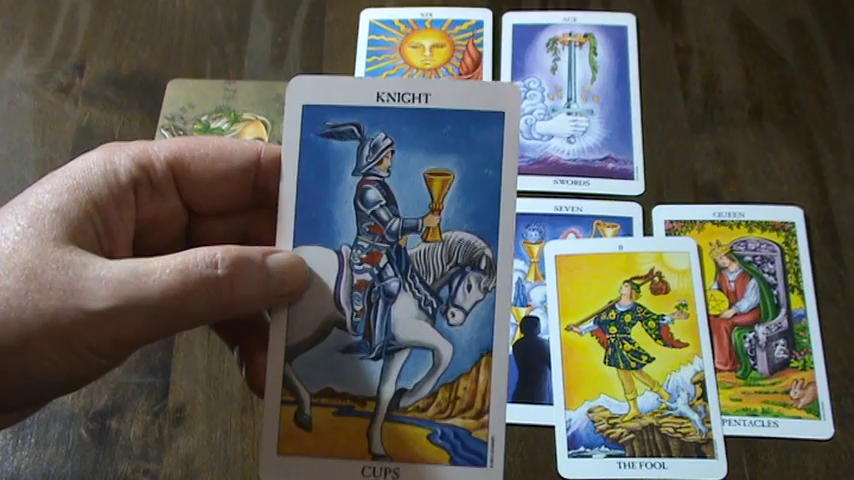 XIX
ACE
SWORDS
KNIGHT
CUPS
SEVEN
0
THE FOOL
QUEEN
PENTACLES